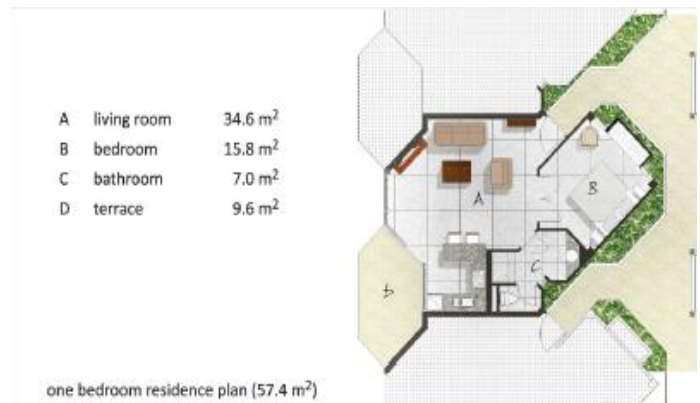 A living room 34.6 m²
B bedroom 15.8 m²
C bathroom 7.0 m²
D terrace 9.6 m²
A
B
C
D
one bedroom residence plan (57.4 m²)